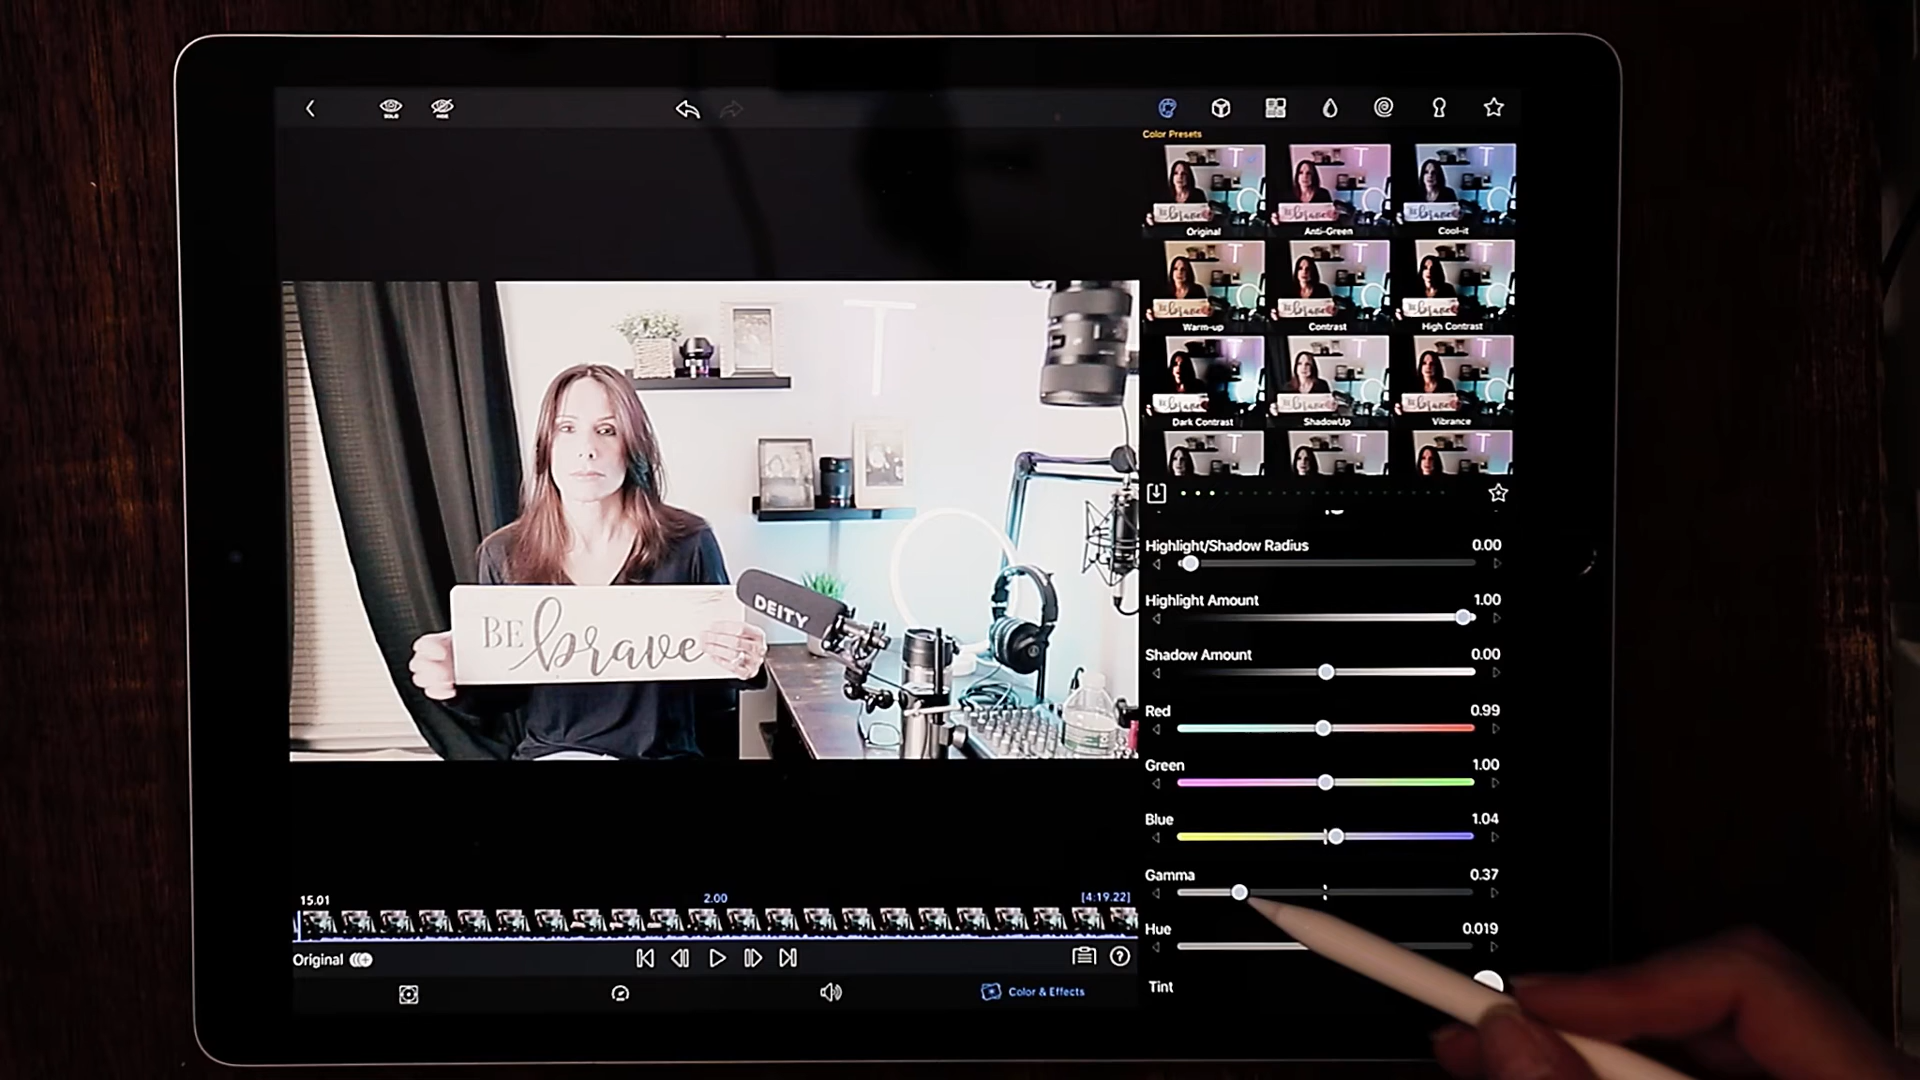 SOLO
HIDE
Color Presets
Original
Anti-Green
Cool-it
Warm-up
Contrast
High Contrast
Dark Contrast
ShadowUp
Vibrance
T
BE brave
DEITY
Highlight/Shadow Radius 0.00
Highlight Amount 1.00
Shadow Amount 0.00
Red 0.99
Green 1.00
Blue 1.04
Gamma 0.37
Hue 0.019
Tint
15.01 2.00 [4:19.22]
Original
Color & Effects